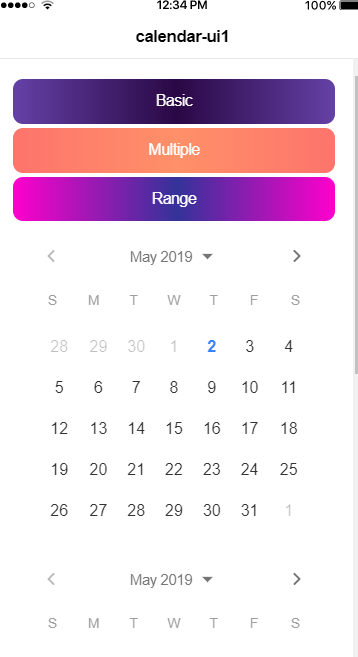 12:34 PM 100%
calendar-ui1
Basic
Multiple
Range
May 2019
S M T W T F S
28 29 30 1 2 3 4
5 6 7 8 9 10 11
12 13 14 15 16 17 18
19 20 21 22 23 24 25
26 27 28 29 30 31 1
May 2019
S M T W T F S